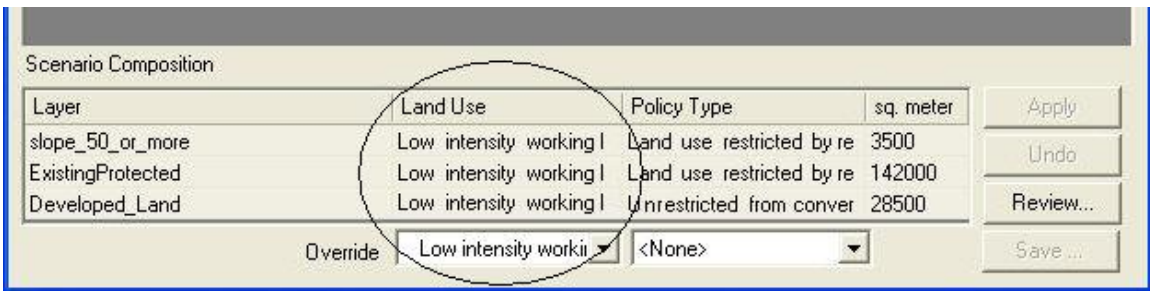 Scenario Composition
Layer Land Use Policy Type sq. meter Apply
slope_50_or_more Low intensity working l Land use restricted by re 3500
Undo
ExistingProtected Low intensity working l Land use restricted by re 142000
Developed_Land Low intensity working l Unrestricted from conver 28500 Review...
Override Low intensity workii <None> Save ...